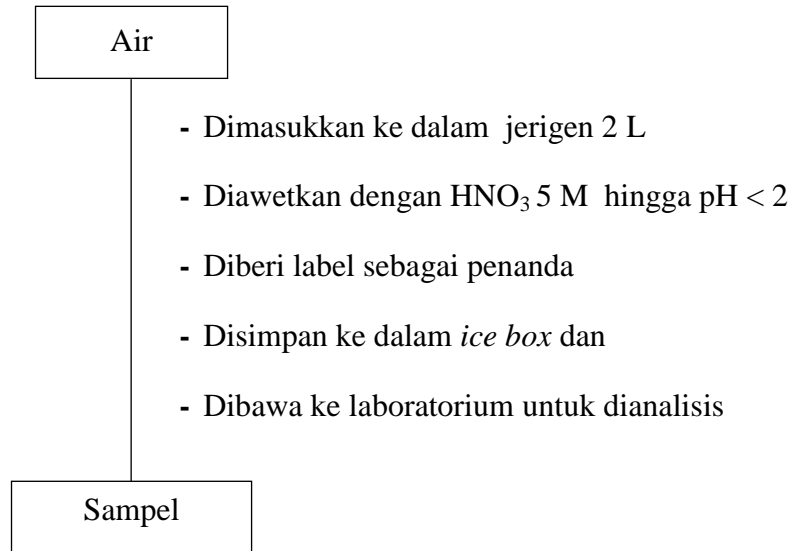 Air
- Dimasukkan ke dalam jerigen 2 L
- Diawetkan dengan HNO₃ 5 M hingga pH < 2
- Diberi label sebagai penanda
- Disimpan ke dalam ice box dan
- Dibawa ke laboratorium untuk dianalisis
Sampel